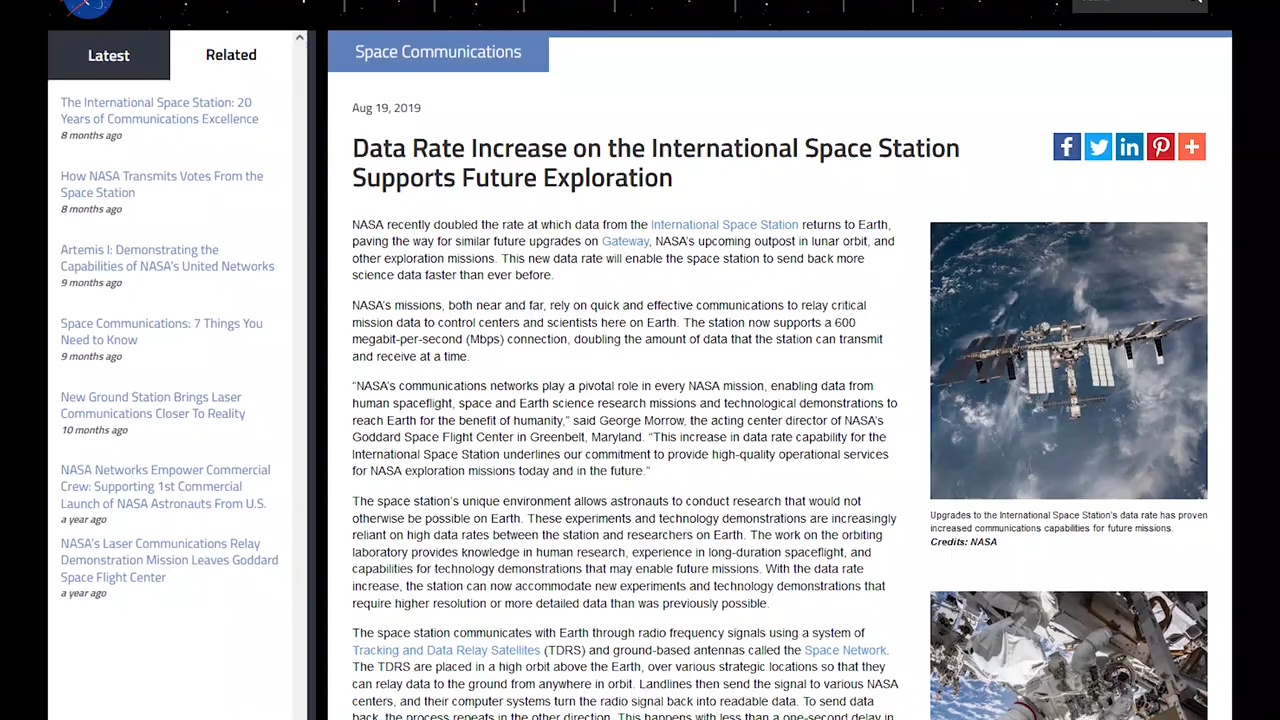 Latest
Related
The International Space Station: 20
Years of Communications Excellence
8 months ago
How NASA Transmits Votes From the
Space Station
8 months ago
Artemis I: Demonstrating the
Capabilities of NASA's United Networks
9 months ago
Space Communications: 7 Things You
Need to Know
9 months ago
New Ground Station Brings Laser
Communications Closer To Reality
10 months ago
NASA Networks Empower Commercial
Crew: Supporting 1st Commercial
Launch of NASA Astronauts From U.S.
a year ago
NASA's Laser Communications Relay
Demonstration Mission Leaves Goddard
Space Flight Center
a year ago
Space Communications
Aug 19, 2019
Data Rate Increase on the International Space Station
Supports Future Exploration
NASA recently doubled the rate at which data from the International Space Station returns to Earth,
paving the way for similar future upgrades on Gateway, NASA's upcoming outpost in lunar orbit, and
other exploration missions. This new data rate will enable the space station to send back more
science data faster than ever before.
NASA's missions, both near and far, rely on quick and effective communications to relay critical
mission data to control centers and scientists here on Earth. The station now supports a 600
megabit-per-second (Mbps) connection, doubling the amount of data that the station can transmit
and receive at a time.
“NASA's communications networks play a pivotal role in every NASA mission, enabling data from
human spaceflight, space and Earth science research missions and technological demonstrations to
reach Earth for the benefit of humanity,” said George Morrow, the acting center director of NASA's
Goddard Space Flight Center in Greenbelt, Maryland. “This increase in data rate capability for the
International Space Station underlines our commitment to provide high-quality operational services
for NASA exploration missions today and in the future.”
The space station's unique environment allows astronauts to conduct research that would not
otherwise be possible on Earth. These experiments and technology demonstrations are increasingly
reliant on high data rates between the station and researchers on Earth. The work on the orbiting
laboratory provides knowledge in human research, experience in long-duration spaceflight, and
capabilities for technology demonstrations that may enable future missions. With the data rate
increase, the station can now accommodate new experiments and technology demonstrations that
require higher resolution or more detailed data than was previously possible.
The space station communicates with Earth through radio frequency signals using a system of
Tracking and Data Relay Satellites (TDRS) and ground-based antennas called the Space Network.
The TDRS are placed in a high orbit above the Earth, over various strategic locations so that they
can relay data to the ground from anywhere in orbit. Landlines then send the signal to various NASA
centers, and their computer systems turn the radio signal back into readable data. To send data
back, the process repeats in the other direction. This happens with less than a one-second delay in
Upgrades to the International Space Station's data rate has proven
increased communications capabilities for future missions.
Credits: NASA